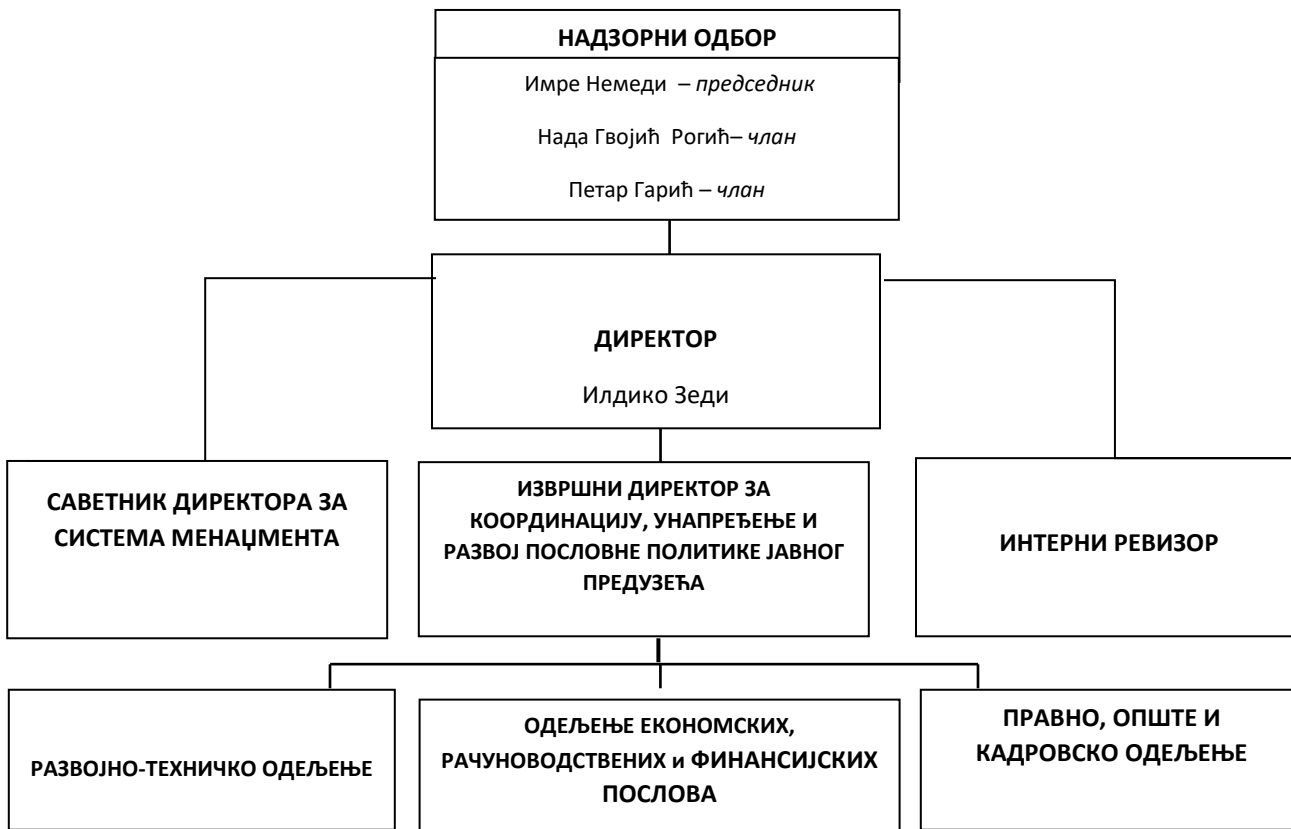 НАДЗОРНИ ОДБОР
Имре Немеди – председник
Нада Гвојић Рогић– члан
Петар Гарић – члан
ДИРЕКТОР
Илдико Зеди
САВЕТНИК ДИРЕКТОРА ЗА
СИСТЕМА МЕНАЏМЕНТА
ИЗВРШНИ ДИРЕКТОР ЗА
КООРДИНАЦИЈУ, УНАПРЕЂЕЊЕ И
РАЗВОЈ ПОСЛОВНЕ ПОЛИТИКЕ ЈАВНОГ
ПРЕДУЗЕЋА
ИНТЕРНИ РЕВИЗОР
РАЗВОЈНО-ТЕХНИЧКО ОДЕЉЕЊЕ
ОДЕЉЕЊЕ ЕКОНОМСКИХ,
РАЧУНОВОДСТВЕНИХ и ФИНАНСИЈСКИХ
ПОСЛОВА
ПРАВНО, ОПШТЕ И
КАДРОВСКО ОДЕЉЕЊЕ